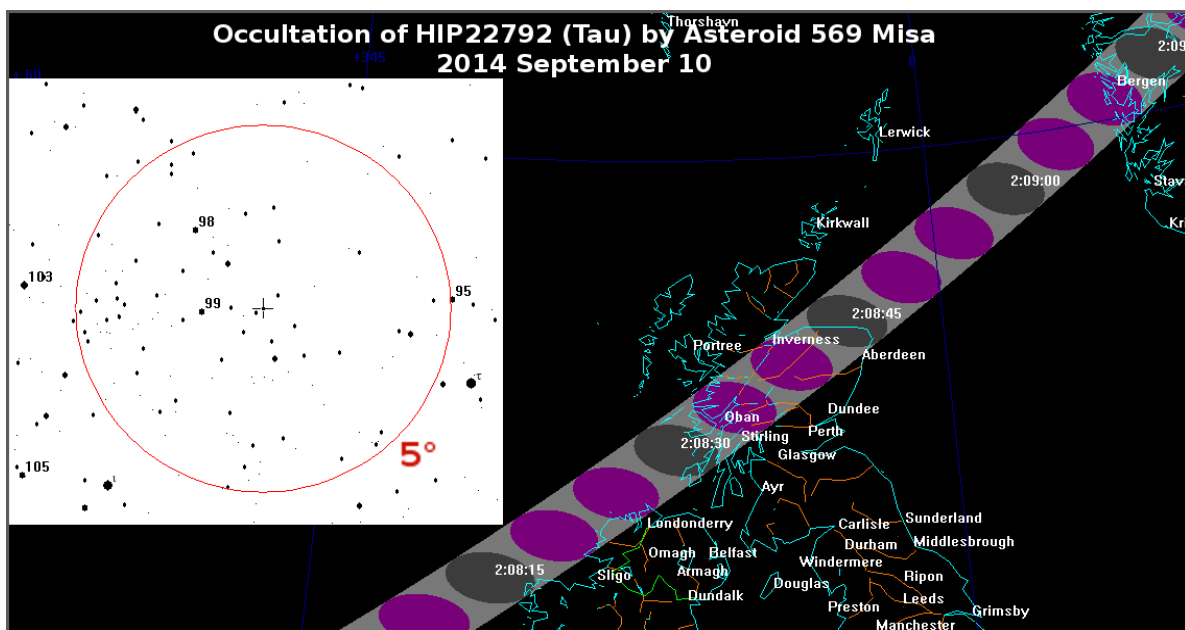 Thorshavn
Occultation of HIP22792 (Tau) by Asteroid 569 Misa
2014 September 10
2:09
+345
Bergen
Lerwick
2:09:00
Stav
Kirkwall
Kri
98
103
99
95
2:08:45
Portree
Inverness
Aberdeen
τ
Oban
Dundee
Perth
2:08:30
Stirling
Glasgow
5°
105
ι
Ayr
Londonderry
Carlisle
Sunderland
Omagh
Belfast
Durham
Middlesbrough
2:08:15
Sligo
Armagh
Windermere
Ripon
Dundalk
Douglas
Leeds
Preston
Grimsby
Manchester